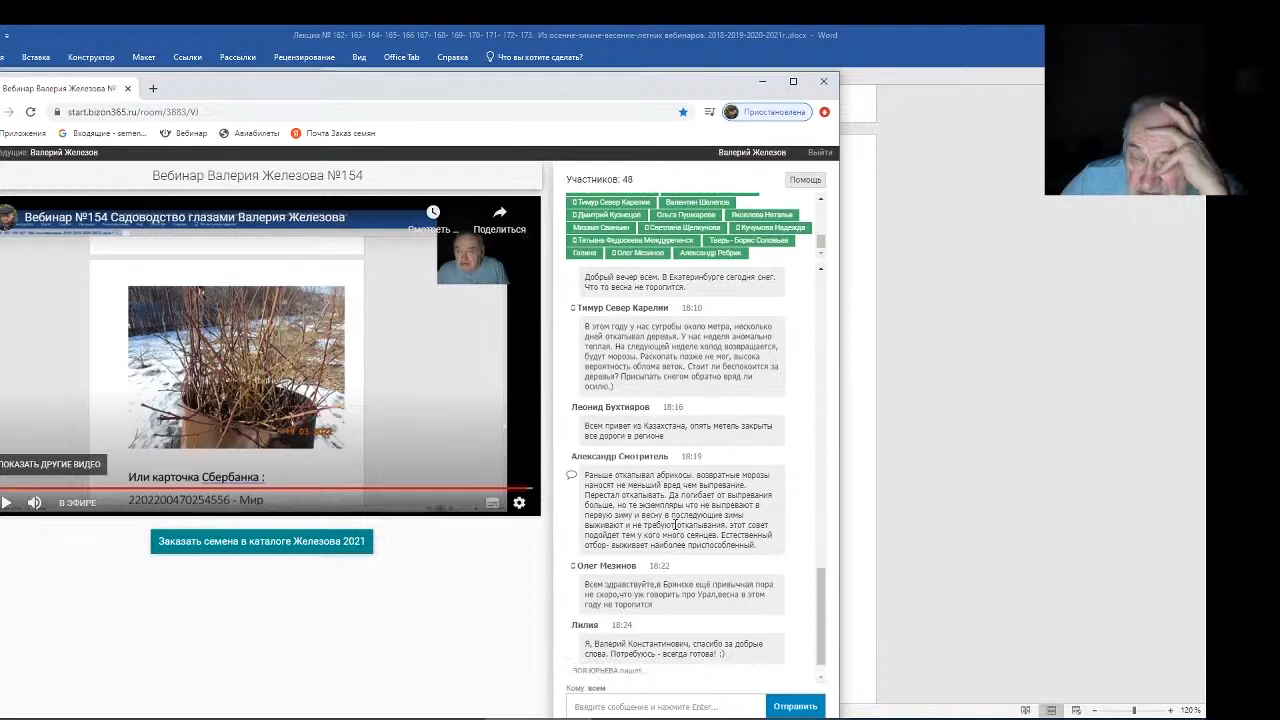 Лекция № 162- 163- 164- 165- 166 167- 168- 169- 170- 171- 172- 173. Из осенне-зимне-весенне-летних вебинаров. 2018-2019-2020-2021г..docx - Word
Вставка Конструктор Макет Ссылки Рассылки Рецензирование Вид Office Tab Справка Что вы хотите сделать?
Вебинар Валерия Железова №
start.bizon365.ru/room/3883/VJ
Приостановлена
Приложения Входящие - semen... Вебинар Авиабилеты Почта Заказ семян
едущие: Валерий Железов
Валерий Железов Выйти
Вебинар Валерия Железова №154
Вебинар №154 Садоводство глазами Валерия Железова
Смотреть ... Поделиться
19 03 2022
ПОКАЗАТЬ ДРУГИЕ ВИДЕО
Или карточка Сбербанка :
2202200470254556 - Мир
В ЭФИРЕ
Заказать семена в каталоге Железова 2021
Участников: 48
Помощь
Тимур Север Карелии Валентин Шелепов
Дмитрий Кузнецов Ольга Пушкарева Яковлева Наталья
Михаил Свиньин Светлана Щелкунова Кучумова Надежда
Татьяна Федосеева Междуреченск Тверь- Борис Соловьев
Галина Олег Мезинов Александр Ребрик
Добрый вечер всем. В Екатеринбурге сегодня снег.
Что то весна не торопится.
Тимур Север Карелии 18:10
В этом году у нас сугробы около метра, несколько
дней откапывал деревья. У нас неделя аномально
теплая. На следующей неделе холод возвращается,
будут морозы. Раскопать позже не мог, высока
вероятность облома веток. Стоит ли беспокоится за
деревья? Присыпать снегом обратно вряд ли
осилю.)
Леонид Бухтияров 18:16
Всем привет из Казахстана, опять метель закрыты
все дороги в регионе
Александр Смотритель 18:19
Раньше откапывал абрикосы. возвратные морозы
наносят не меньший вред чем выпревание.
Перестал откапывать. Да погибает от выпревания
больше, но те экземпляры что не выпревают в
первую зиму и весну в последующие зимы
выживают и не требуют откапывания. этот совет
подойдет тем у кого много сеянцев. Естественный
отбор- выживает наиболее приспособленный.
Олег Мезинов 18:22
Всем здравствуйте,в Брянске ещё привычная пора
не скоро,что уж говорить про Урал,весна в этом
году не торопится
Лилия 18:24
Я, Валерий Константинович, спасибо за добрые
слова. Потребуюсь - всегда готова! :)
ЗОЯ ЮРЬЕВА пишет...
Кому: всем
Введите сообщение и нажмите Enter...
Отправить
120 %